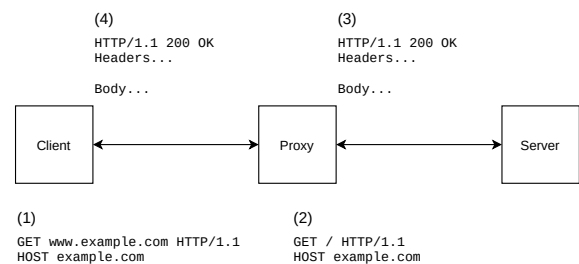 (4)
HTTP/1.1 200 OK
Headers...
Body...
(3)
HTTP/1.1 200 OK
Headers...
Body...
Client
Proxy
Server
(1)
GET www.example.com HTTP/1.1
HOST example.com
(2)
GET / HTTP/1.1
HOST example.com